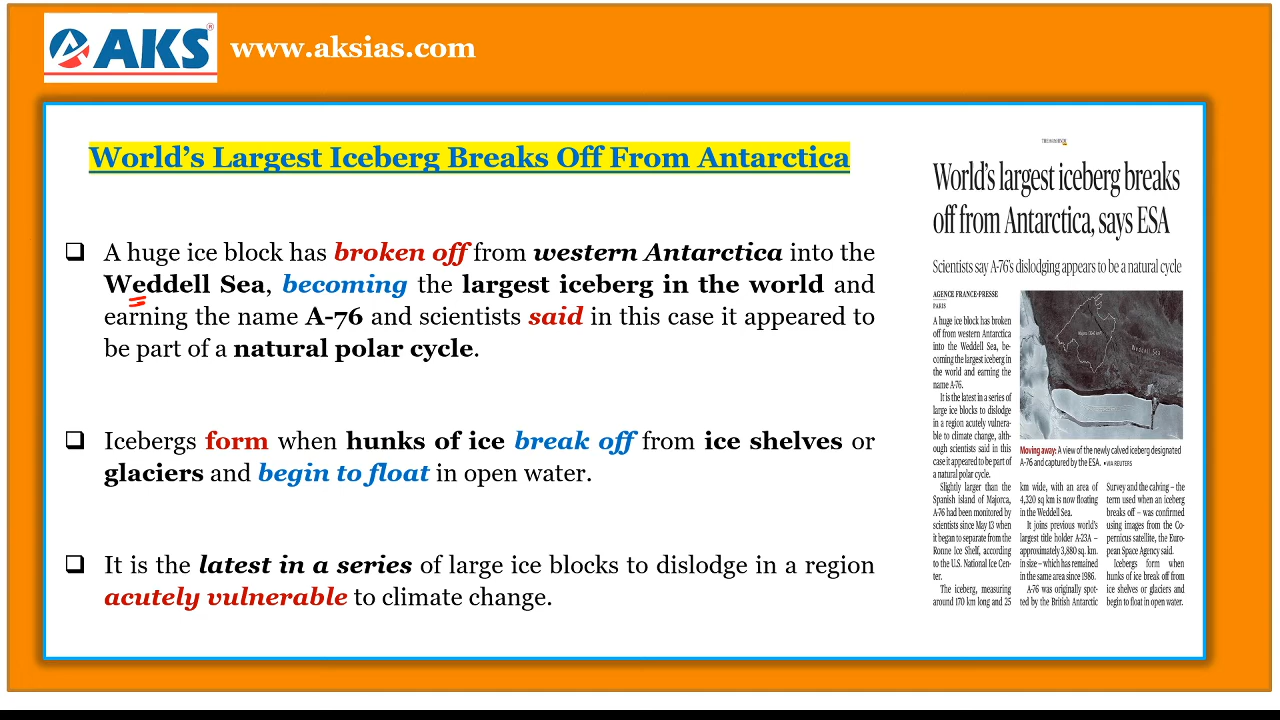 AKS®
www.aksias.com
World's Largest Iceberg Breaks Off From Antarctica
A huge ice block has broken off from western Antarctica into the
Weddell Sea, becoming the largest iceberg in the world and
earning the name A-76 and scientists said in this case it appeared to
be part of a natural polar cycle.
Icebergs form when hunks of ice break off from ice shelves or
glaciers and begin to float in open water.
It is the latest in a series of large ice blocks to dislodge in a region
acutely vulnerable to climate change.
World's largest iceberg breaks
off from Antarctica, says ESA
Scientists say A-76's dislodging appears to be a natural cycle
AGENCE FRANCE-PRESSE
PARIS
A huge ice block has broken
off from western Antarctica
into the Weddell Sea, be-
coming the largest iceberg in
the world and earning the
name A-76.
It is the latest in a series of
large ice blocks to dislodge
in a region acutely vulnera-
ble to climate change, alth-
ough scientists said in this
case it appeared to be part of
a natural polar cycle.
Slightly larger than the
Spanish island of Majorca,
A-76 had been monitored by
scientists since May 13 when
it began to separate from the
Ronne Ice Shelf, according
to the U.S. National Ice Cen-
ter.
The iceberg, measuring
around 170 km long and 25
Weddell Sea
Moving away: A view of the newly calved iceberg designated
A-76 and captured by the ESA. • VIA REUTERS
km wide, with an area of
4,320 sq km is now floating
in the Weddell Sea.
It joins previous world's
largest title holder A-23A –
approximately 3,880 sq. km.
in size – which has remained
in the same area since 1986.
A-76 was originally spot-
ted by the British Antarctic
Survey and the calving – the
term used when an iceberg
breaks off – was confirmed
using images from the Co-
pernicus satellite, the Euro-
pean Space Agency said.
Icebergs form when
hunks of ice break off from
ice shelves or glaciers and
begin to float in open water.